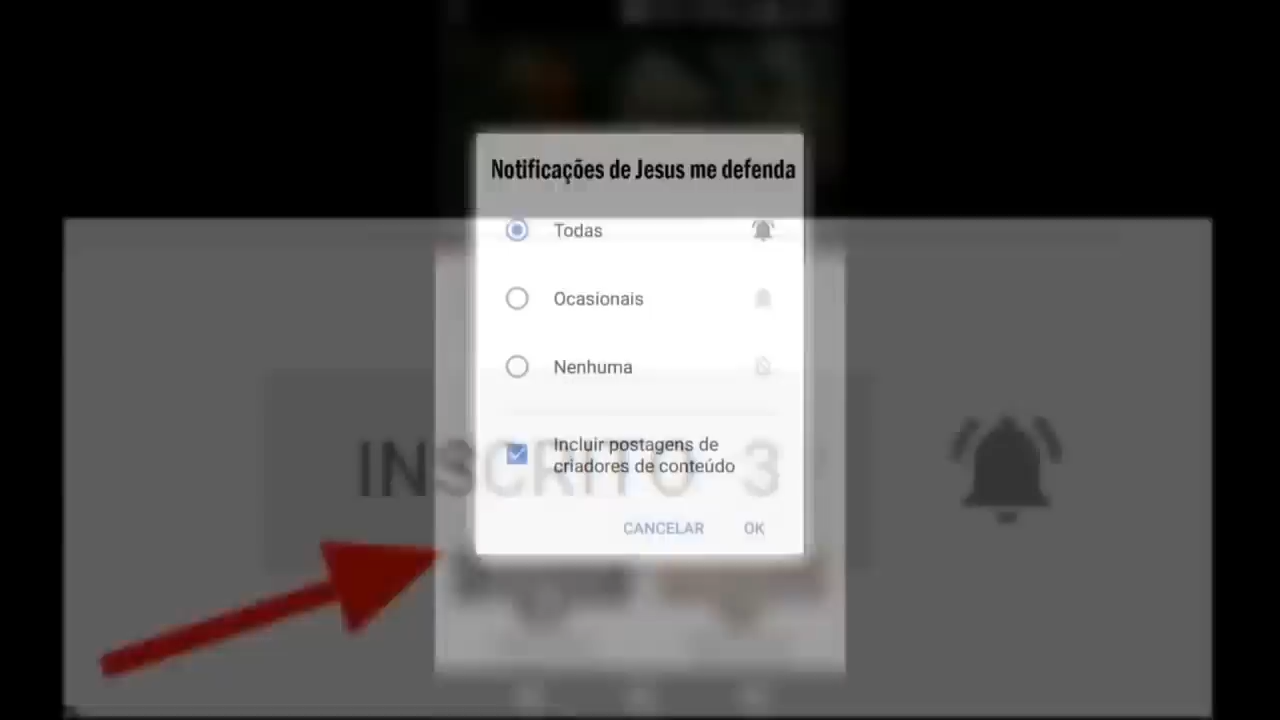 Notificações de Jesus me defenda
Todas
Ocasionais
Nenhuma
Incluir postagens de
criadores de conteúdo
INSCRITO 3
CANCELAR OK